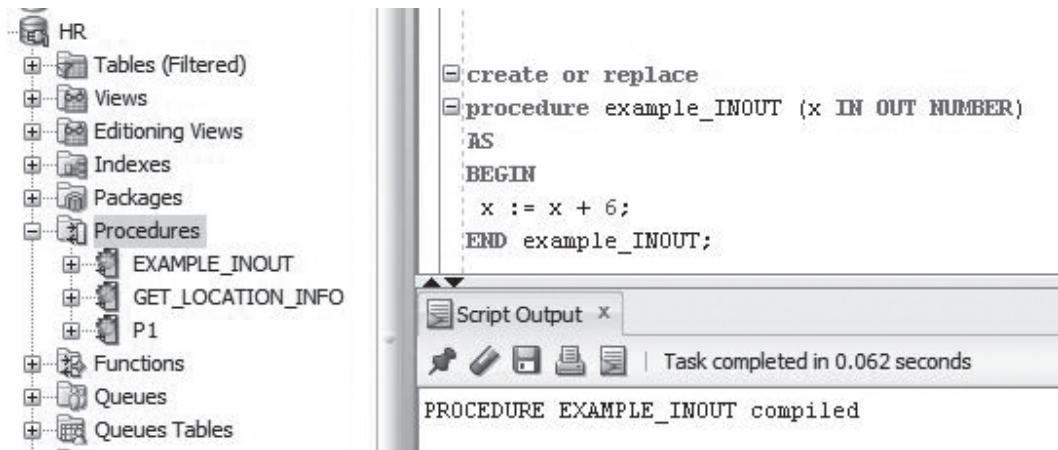 HR
Tables (Filtered)
Views
Editioning Views
Indexes
Packages
Procedures
EXAMPLE_INOUT
GET_LOCATION_INFO
P1
Functions
Queues
Queues Tables
create or replace
procedure example_INOUT (x IN OUT NUMBER)
AS
BEGIN
x := x + 6;
END example_INOUT;
Script Output x
Task completed in 0.062 seconds
PROCEDURE EXAMPLE_INOUT compiled